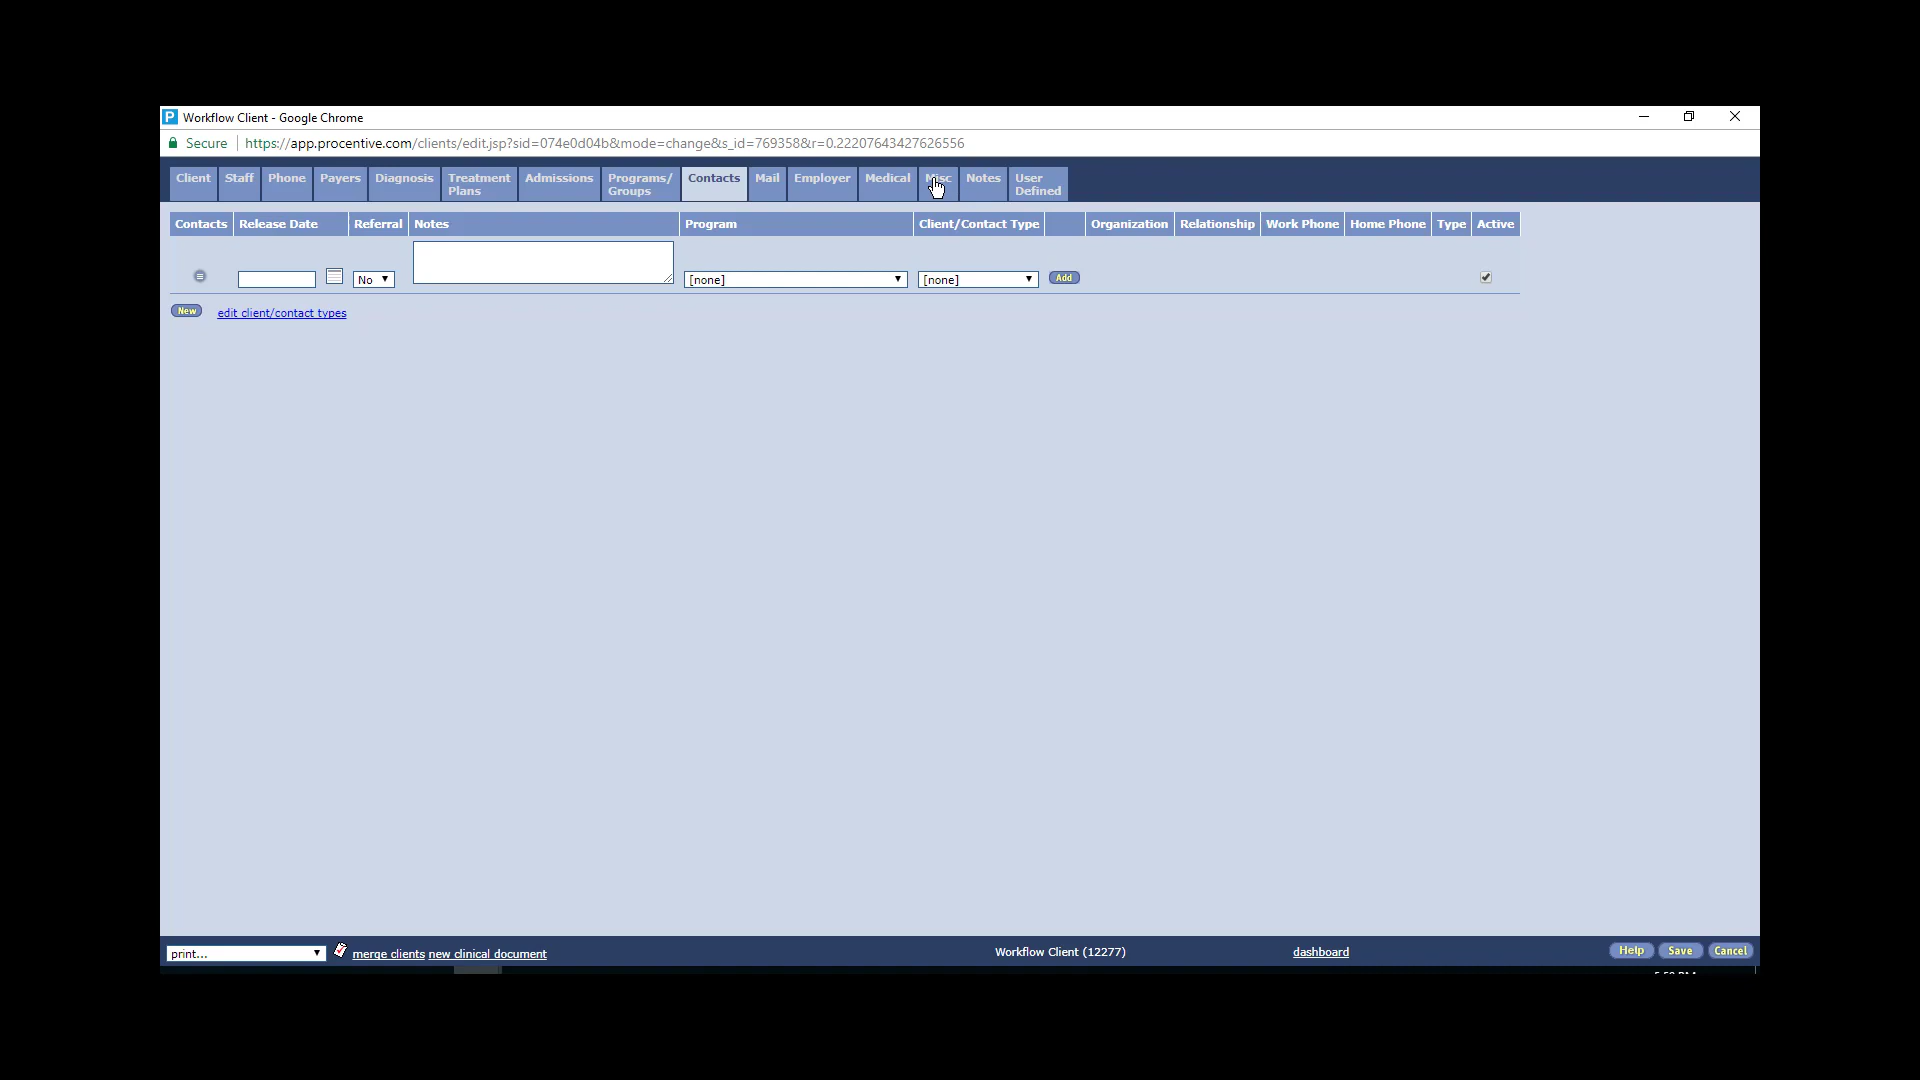 P Workflow Client - Google Chrome
Secure https://app.procentive.com/clients/edit.jsp?sid=074e0d04b&mode=change&s_id=769358&r=0.22207643427626556
Client Staff Phone Payers Diagnosis Treatment Plans Admissions Programs/ Groups Contacts Mail Employer Medical Misc Notes User Defined
Contacts Release Date Referral Notes Program Client/Contact Type Organization Relationship Work Phone Home Phone Type Active
No [none] [none] Add
New edit client/contact types
print... merge clients new clinical document Workflow Client (12277) dashboard Help Save Cancel